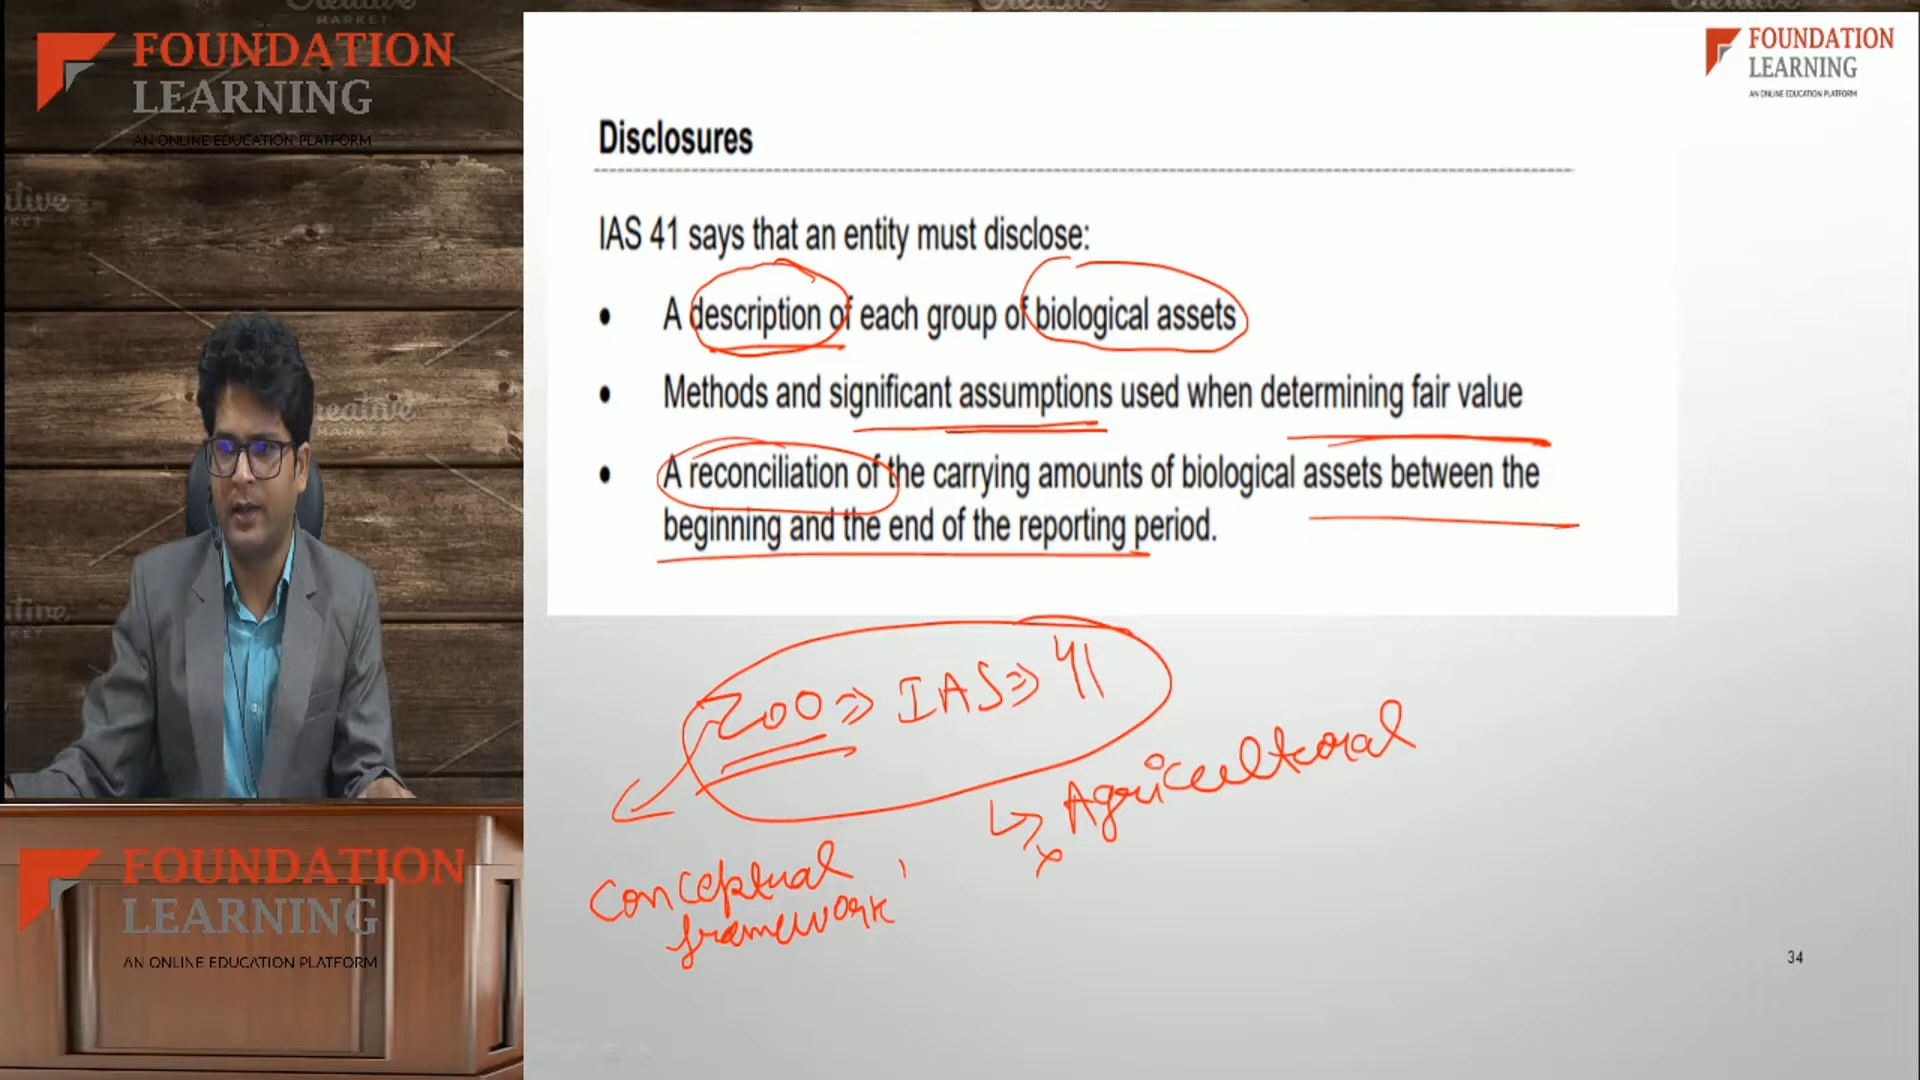 Creative
MARKET
FOUNDATION
LEARNING
AN ONLINE EDUCATION PLATFORM
FOUNDATION
LEARNING
AN ONLINE EDUCATION PLATFORM
Disclosures
IAS 41 says that an entity must disclose:
• A description of each group of biological assets
• Methods and significant assumptions used when determining fair value
• A reconciliation of the carrying amounts of biological assets between the
beginning and the end of the reporting period.
ZOO ⇒ IAS ⇒ 41
Agricultural
Conceptual
framework
FOUNDATION
LEARNING
AN ONLINE EDUCATION PLATFORM
34